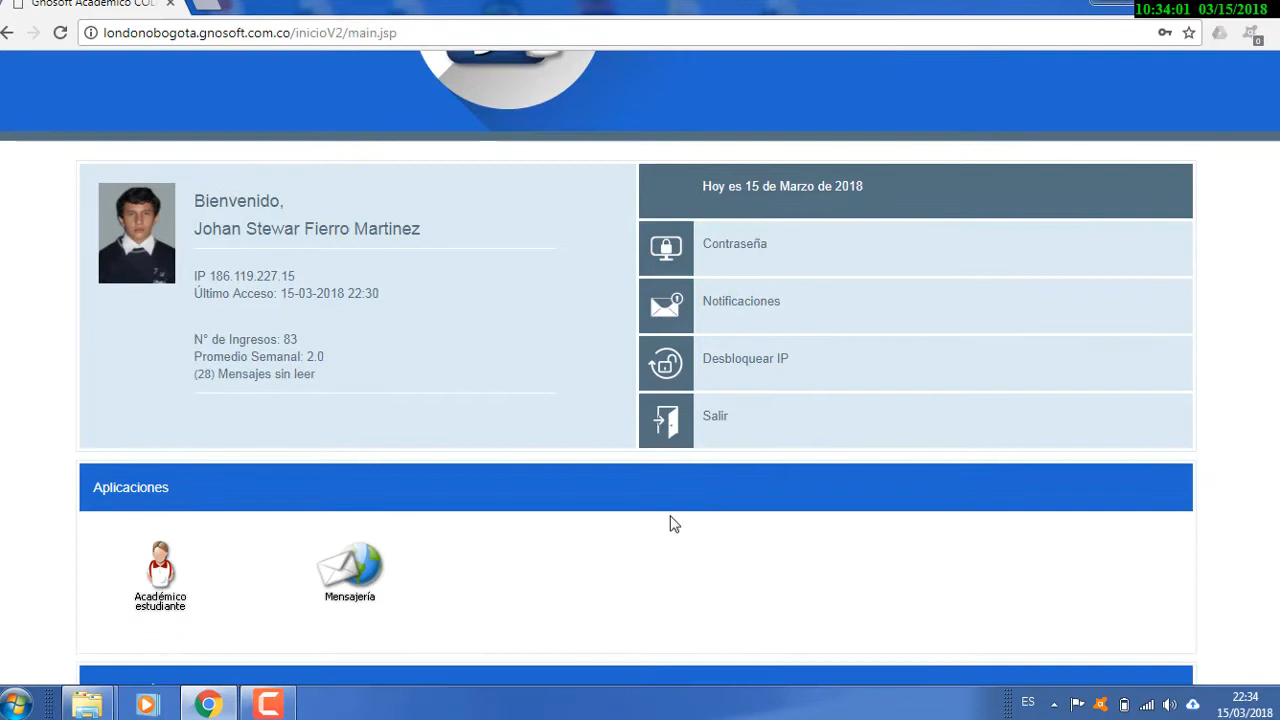 Gnosoft Académico COL
10:34:01 03/15/2018
londonobogota.gnosoft.com.co/inicioV2/main.jsp
0
Bienvenido,
Johan Stewar Fierro Martinez
IP 186.119.227.15
Último Acceso: 15-03-2018 22:30
N° de Ingresos: 83
Promedio Semanal: 2.0
(28) Mensajes sin leer
Hoy es 15 de Marzo de 2018
Contraseña
Notificaciones
Desbloquear IP
Salir
Aplicaciones
Académico
estudiante
Mensajería
ES
22:34
15/03/2018